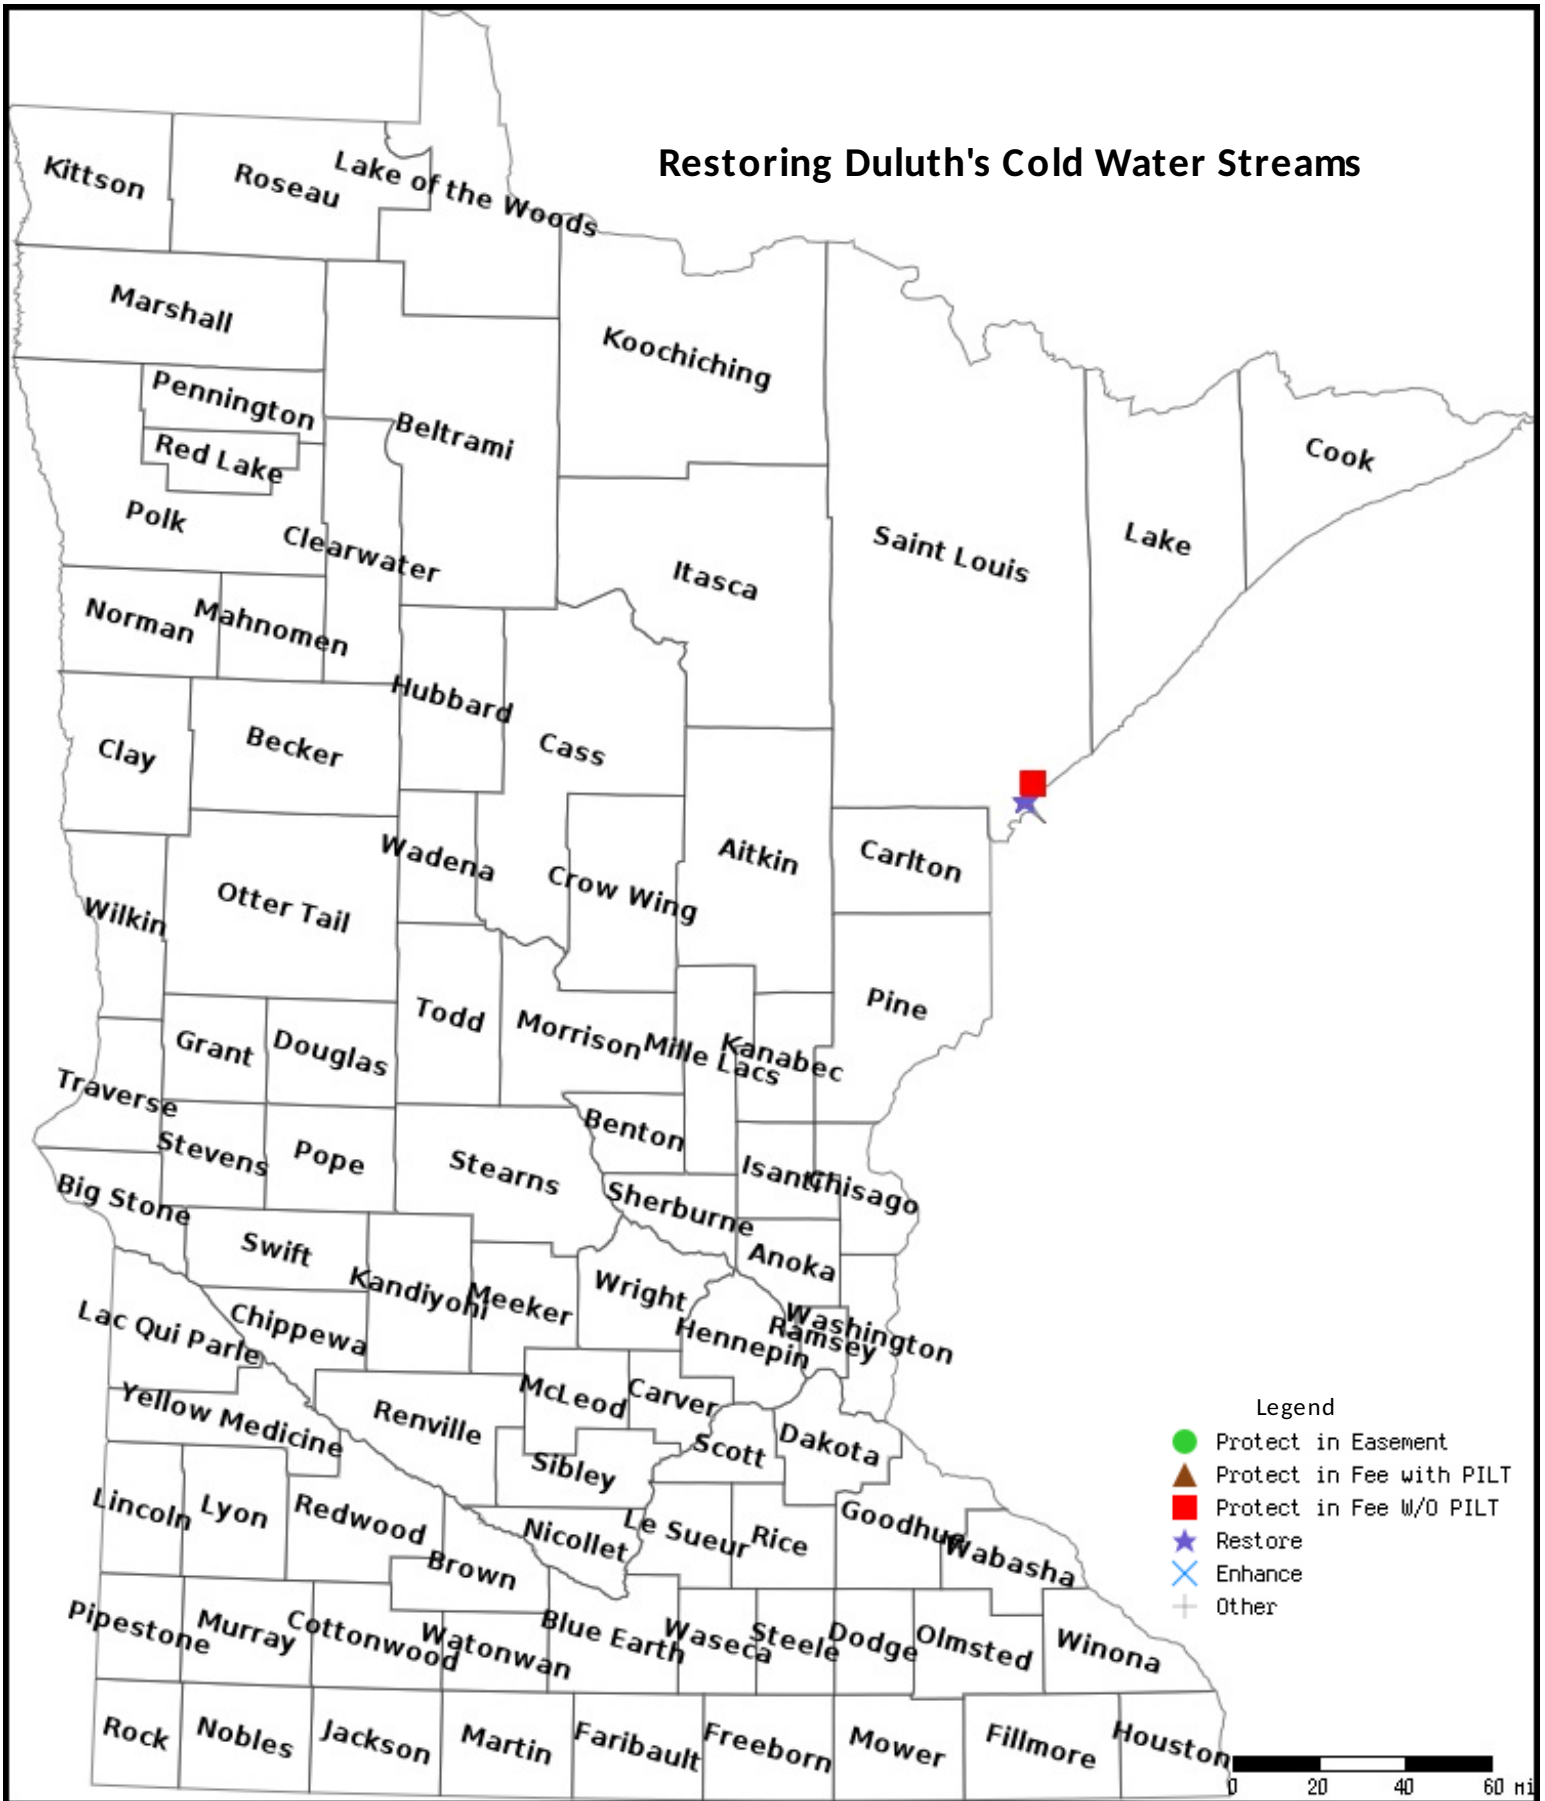 Restoring Duluth's Cold Water Streams
Kittson
Roseau
Lake of the Woods
Marshall
Koochiching
Pennington
Beltrami
Red Lake
Cook
Polk
Clearwater
Saint Louis
Lake
Itasca
Norman
Mahnomen
Hubbard
Clay
Becker
Cass
Wadena
Aitkin
Carlton
Crow Wing
Otter Tail
Wilkin
Pine
Todd
Morrison
Mille Lacs
Kanabec
Grant
Douglas
Traverse
Benton
Stevens
Pope
Stearns
Isanti
Chisago
Big Stone
Sherburne
Swift
Anoka
Kandiyohi
Meeker
Wright
Washington
Ramsey
Hennepin
Lac Qui Parle
Chippewa
McLeod
Carver
Yellow Medicine
Renville
Scott
Dakota
Sibley
Lincoln
Lyon
Redwood
Nicollet
Le Sueur
Rice
Goodhue
Wabasha
Brown
Pipestone
Murray
Cottonwood
Watonwan
Blue Earth
Waseca
Steele
Dodge
Olmsted
Winona
Rock
Nobles
Jackson
Martin
Faribault
Freeborn
Mower
Fillmore
Houston
Legend
Protect in Easement
Protect in Fee with PILT
Protect in Fee W/O PILT
Restore
Enhance
Other
0 20 40 60 mi